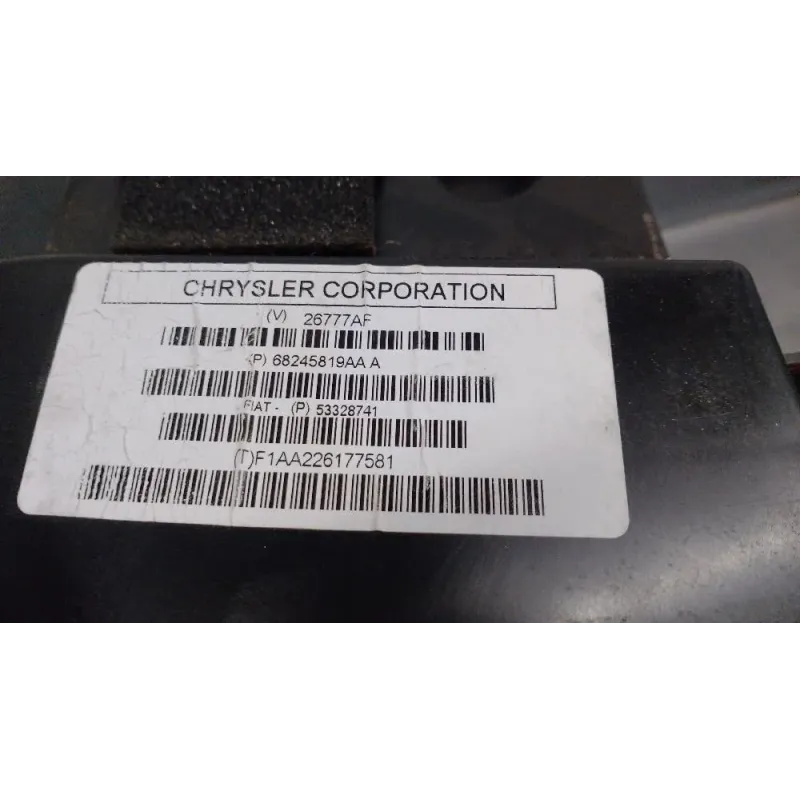 CHRYSLER CORPORATION
(V) 26777AF
(P) 68245819AA A
FIAT - (P) 53328741
(T)F1AA226177581